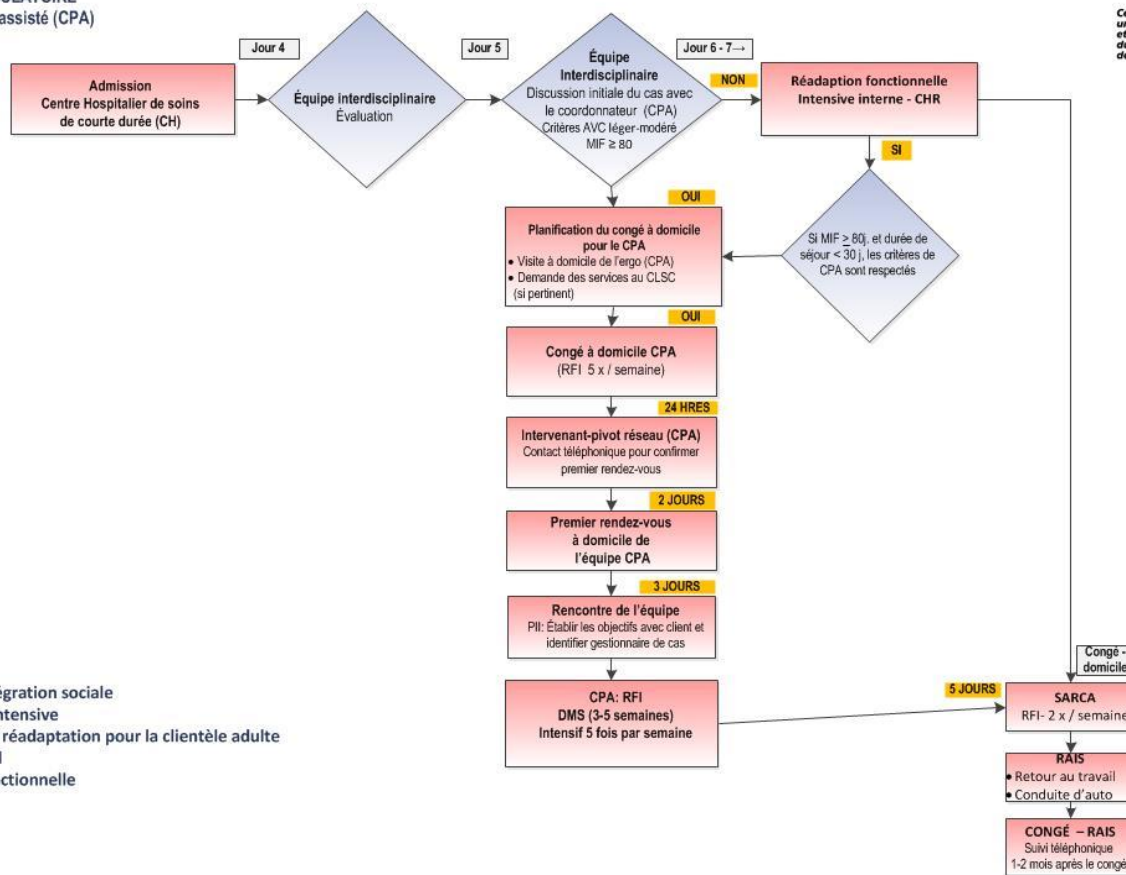 assisté (CPA)
Jour 4
Jour 5
Jour 6 - 7→
Admission
Centre Hospitalier de soins
de courte durée (CH)
Équipe interdisciplinaire
Évaluation
Équipe
Interdisciplinaire
Discussion initiale du cas avec
le coordonnateur (CPA)
Critères AVC léger-modéré
MIF ≥ 80
NON
Réadaption fonctionnelle
Intensive interne - CHR
SI
Si MIF ≥ 80j. et durée de
séjour < 30 j, les critères de
CPA sont respectés
OUI
Planification du congé à domicile
pour le CPA
• Visite à domicile de l'ergo (CPA)
• Demande des services au CLSC
(si pertinent)
OUI
Congé à domicile CPA
(RFI 5 x / semaine)
24 HRES
Intervenant-pivot réseau (CPA)
Contact téléphonique pour confirmer
premier rendez-vous
2 JOURS
Premier rendez-vous
à domicile de
l'équipe CPA
3 JOURS
Rencontre de l'équipe
PII: Établir les objectifs avec client et
identifier gestionnaire de cas
CPA: RFI
DMS (3-5 semaines)
Intensif 5 fois par semaine
5 JOURS
Congé -
domicile
SARCA
RFI- 2 x / semaine
RAIS
• Retour au travail
• Conduite d'auto
CONGÉ – RAIS
Suivi téléphonique
1-2 mois après le congé
égration sociale
ntensive
réadaptation pour la clientèle adulte
ctionnelle